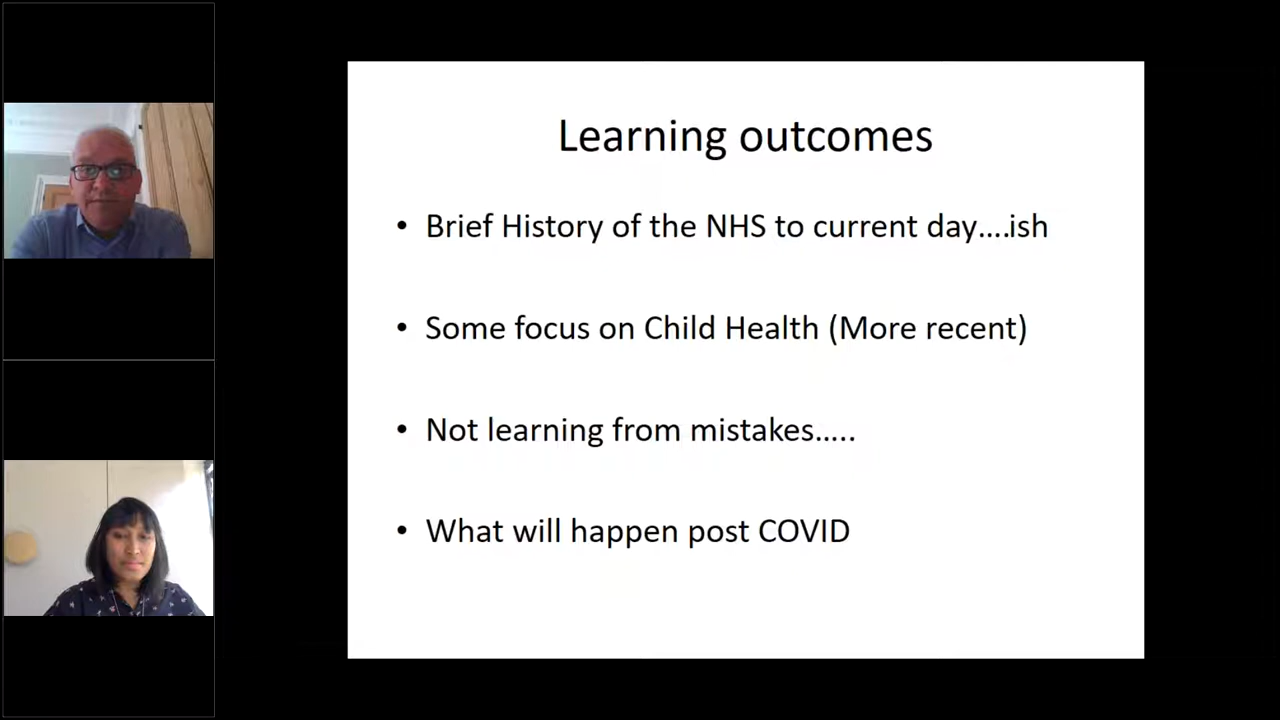 Learning outcomes
• Brief History of the NHS to current day….ish
• Some focus on Child Health (More recent)
• Not learning from mistakes…..
• What will happen post COVID